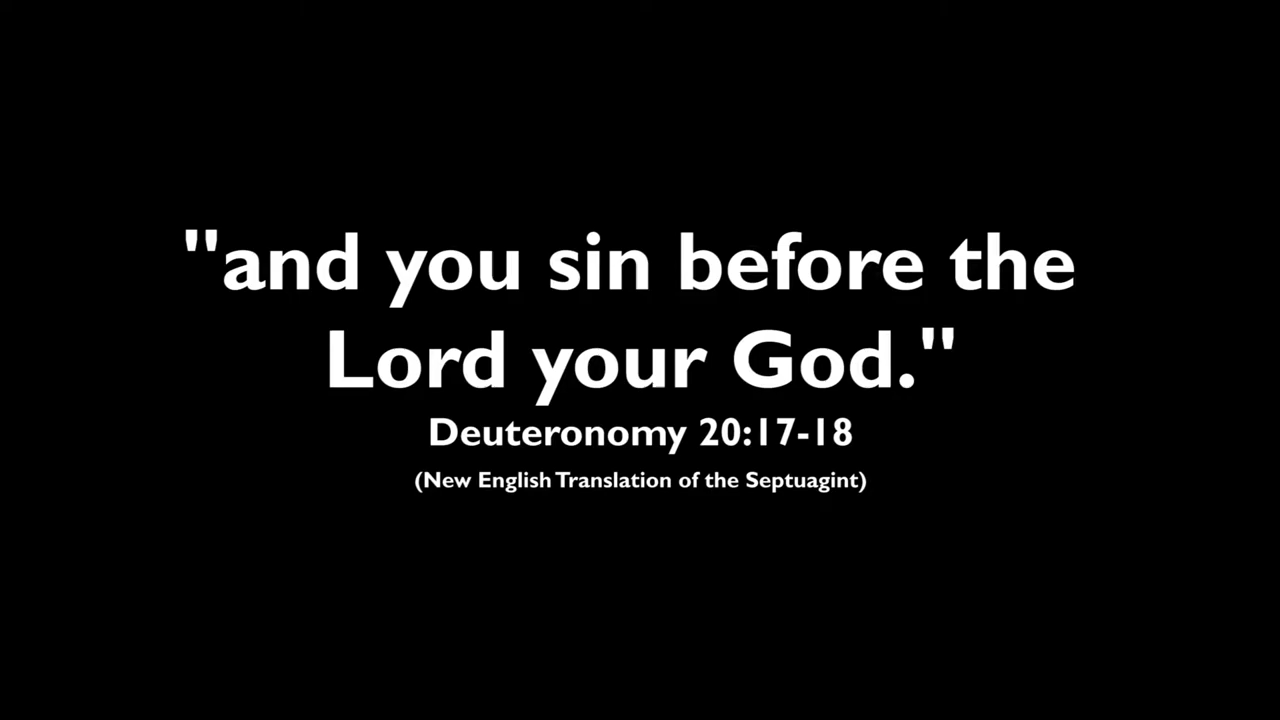 "and you sin before the
Lord your God."
Deuteronomy 20:17-18
(New English Translation of the Septuagint)